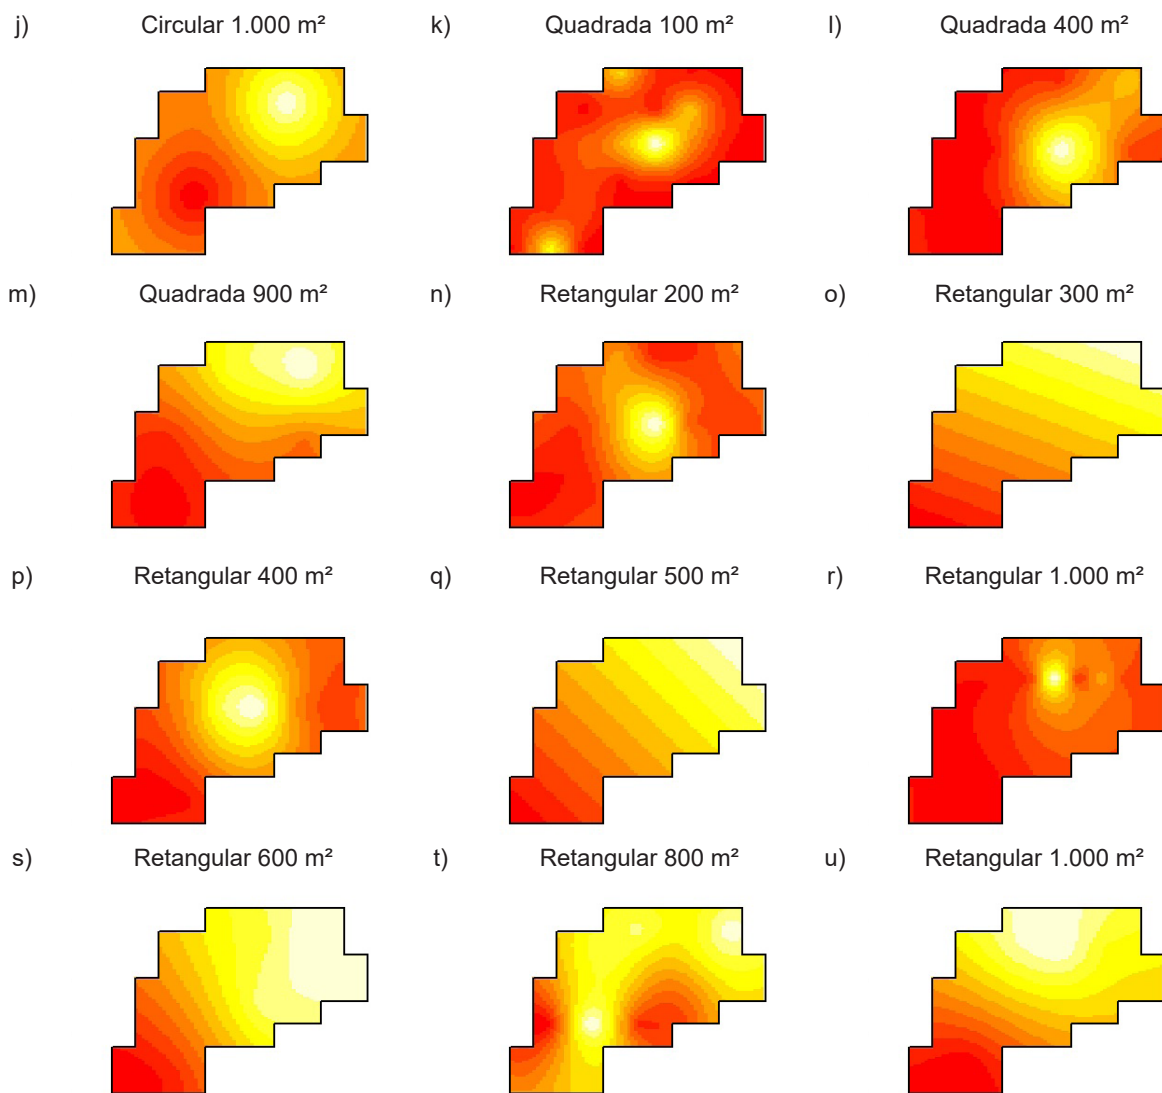 j) Circular 1.000 m² k) Quadrada 100 m² l) Quadrada 400 m²
m) Quadrada 900 m² n) Retangular 200 m² o) Retangular 300 m²
p) Retangular 400 m² q) Retangular 500 m² r) Retangular 1.000 m²
s) Retangular 600 m² t) Retangular 800 m² u) Retangular 1.000 m²